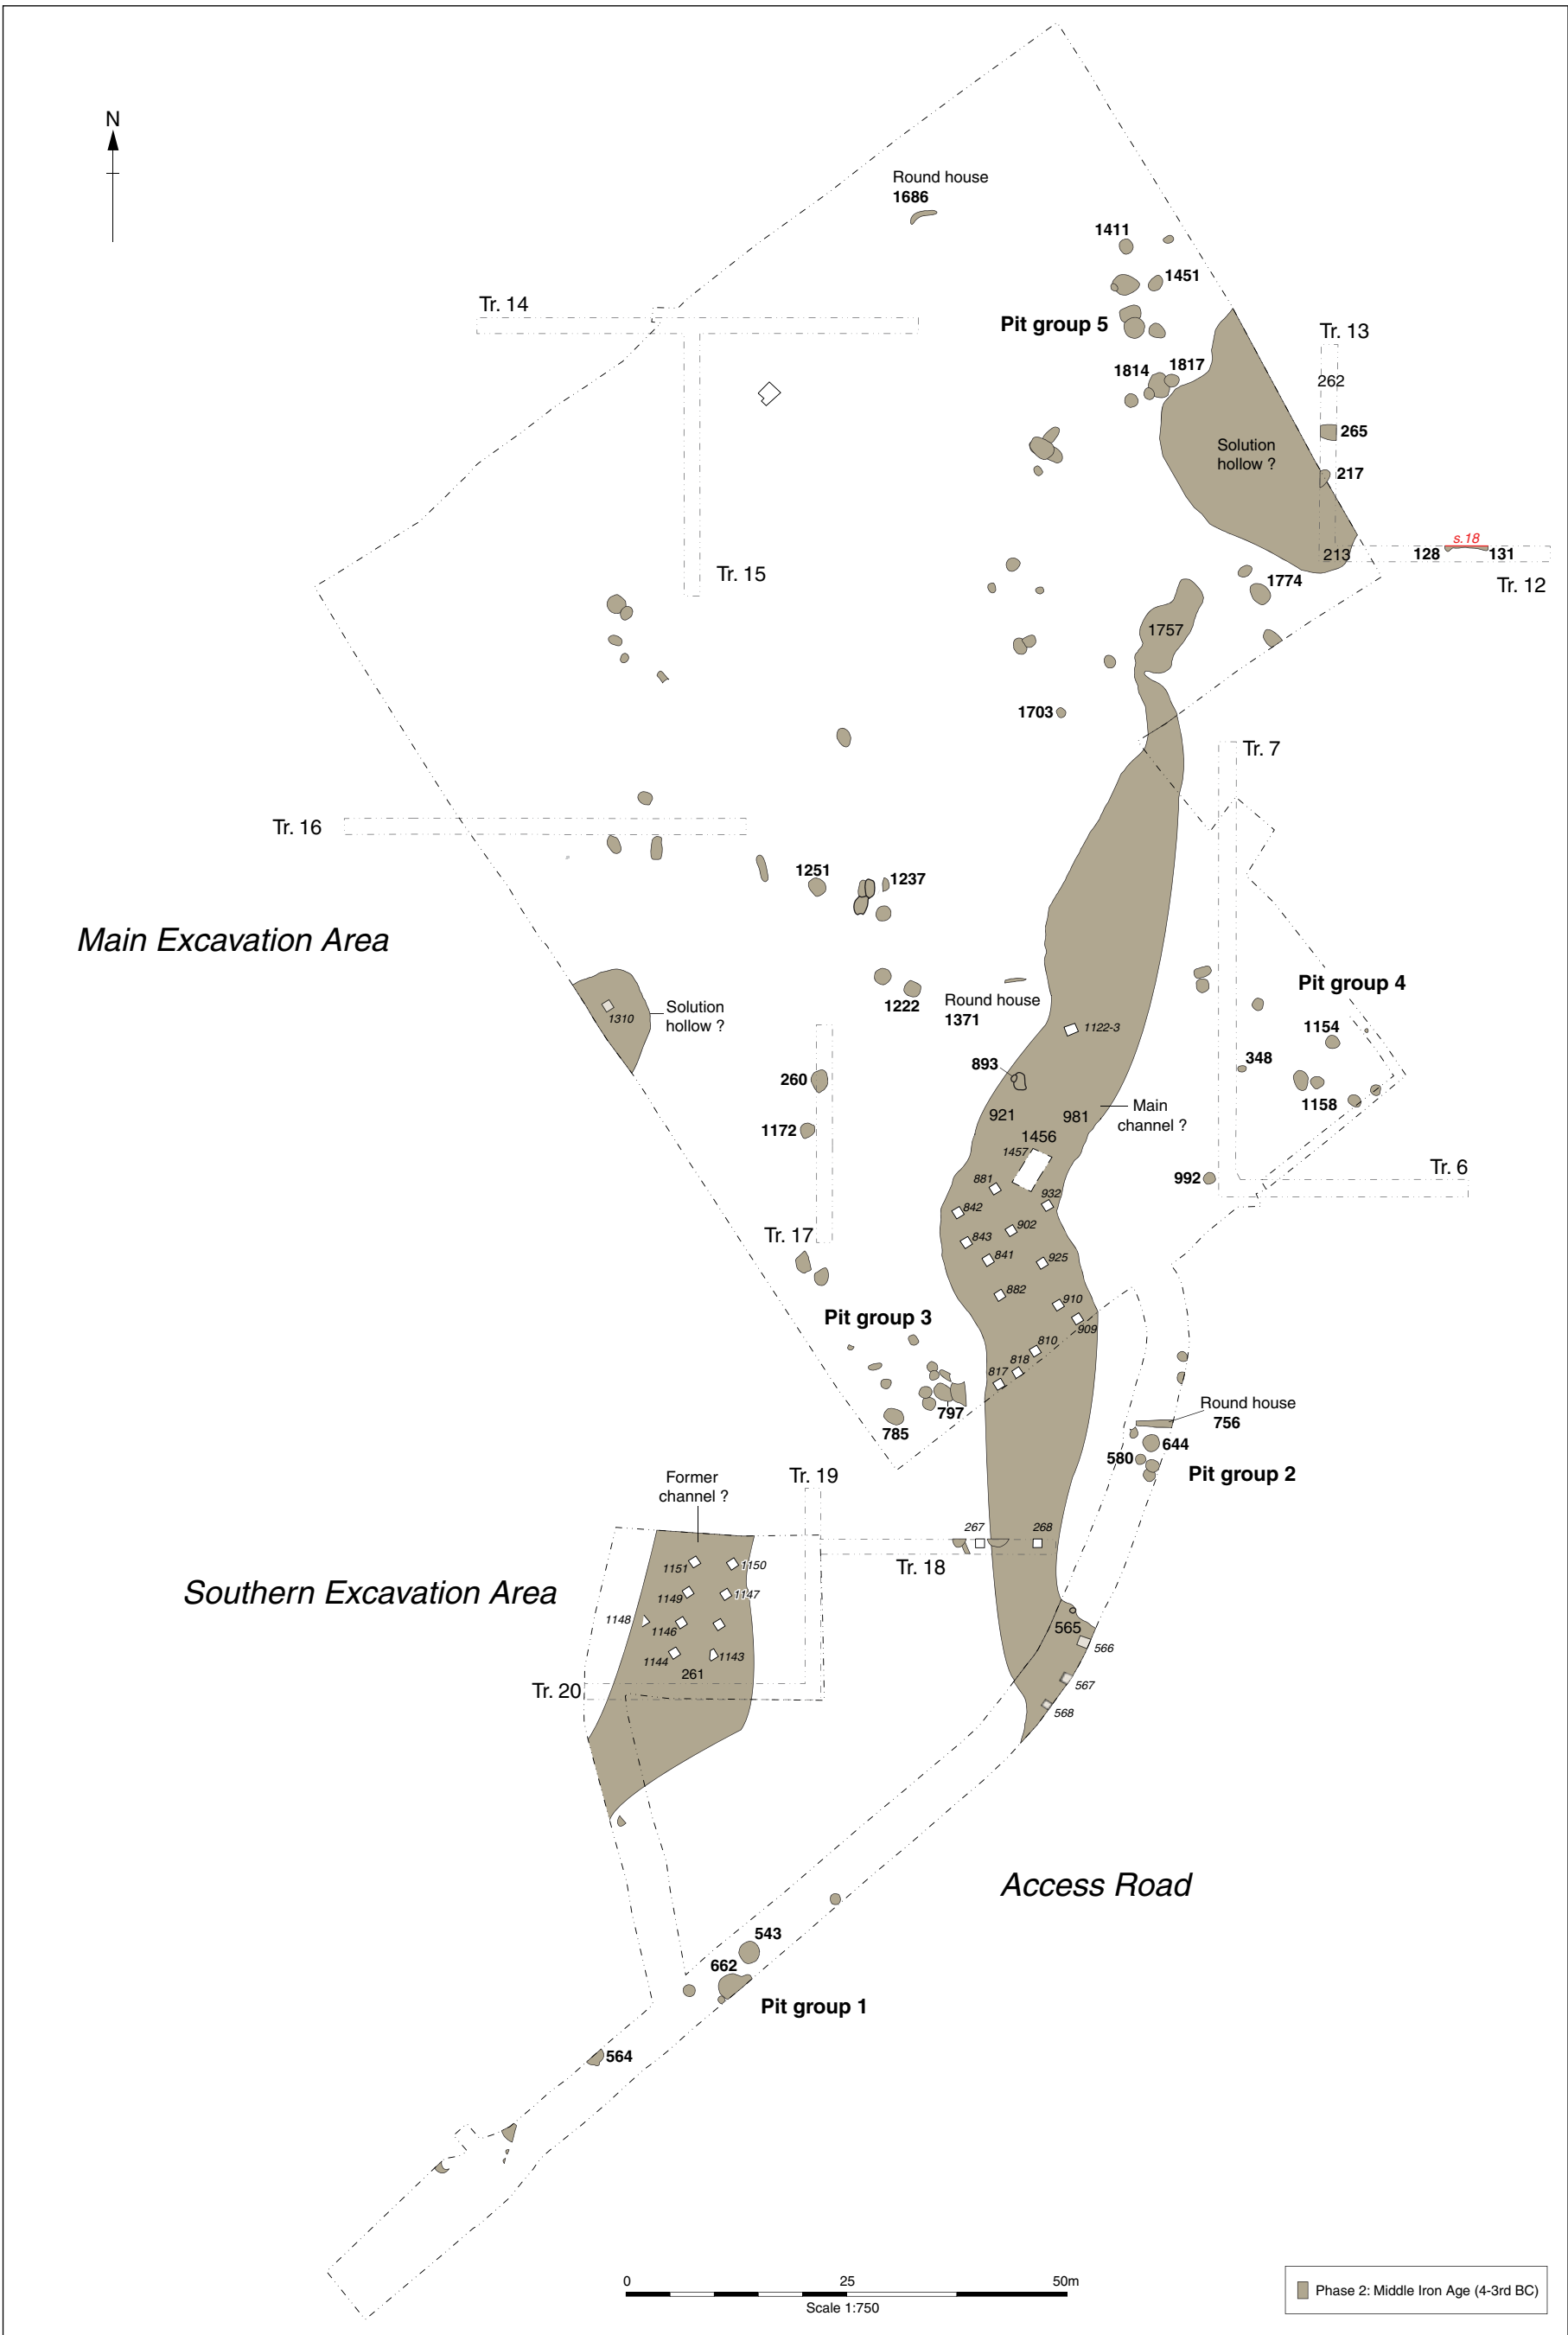 N
Round house
1686
1411
1451
Tr. 14
Pit group 5
Tr. 13
1814
1817
262
265
Solution
hollow ?
217
s.18
128
131
213
Tr. 12
Tr. 15
1774
1757
1703
Tr. 7
Tr. 16
1251
1237
Main Excavation Area
Pit group 4
Solution
hollow ?
1310
1222
Round house
1371
1122-3
1154
348
893
260
1158
921
981
Main
channel ?
1172
1456
1457
Tr. 6
992
881
932
842
902
Tr. 17
843
841
925
882
910
Pit group 3
909
810
818
817
Round house
756
797
785
644
580
Pit group 2
Former
channel ?
Tr. 19
267
268
Tr. 18
1151
1150
Southern Excavation Area
1149
1147
1148
1146
565
566
1144
1143
261
Tr. 20
567
568
Access Road
543
662
Pit group 1
564
0
25
50m
Scale 1:750
Phase 2: Middle Iron Age (4-3rd BC)